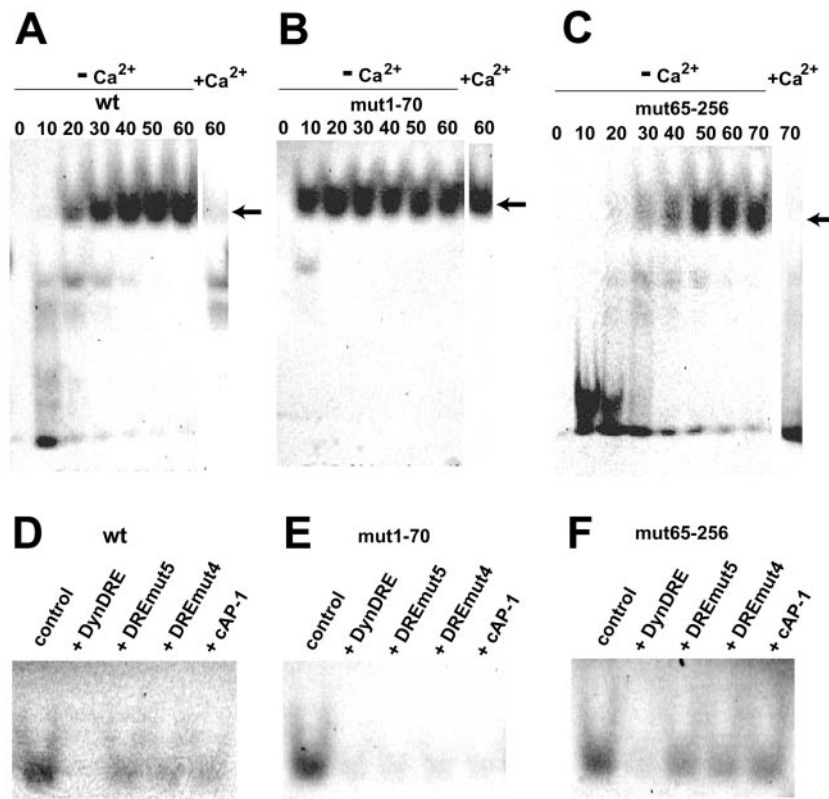 A
B
C
- Ca2+
+Ca2+
- Ca2+
+Ca2+
- Ca2+
+Ca2+
wt
mut1-70
mut65-256
0 10 20 30 40 50 60 60
0 10 20 30 40 50 60 60
0 10 20 30 40 50 60 70 70
D
wt
E
mut1-70
F
mut65-256
control
+ DynDRE
+ DREmut5
+ DREmut4
+ cAP-1
control
+ DynDRE
+ DREmut5
+ DREmut4
+ cAP-1
control
+ DynDRE
+ DREmut5
+ DREmut4
+ cAP-1